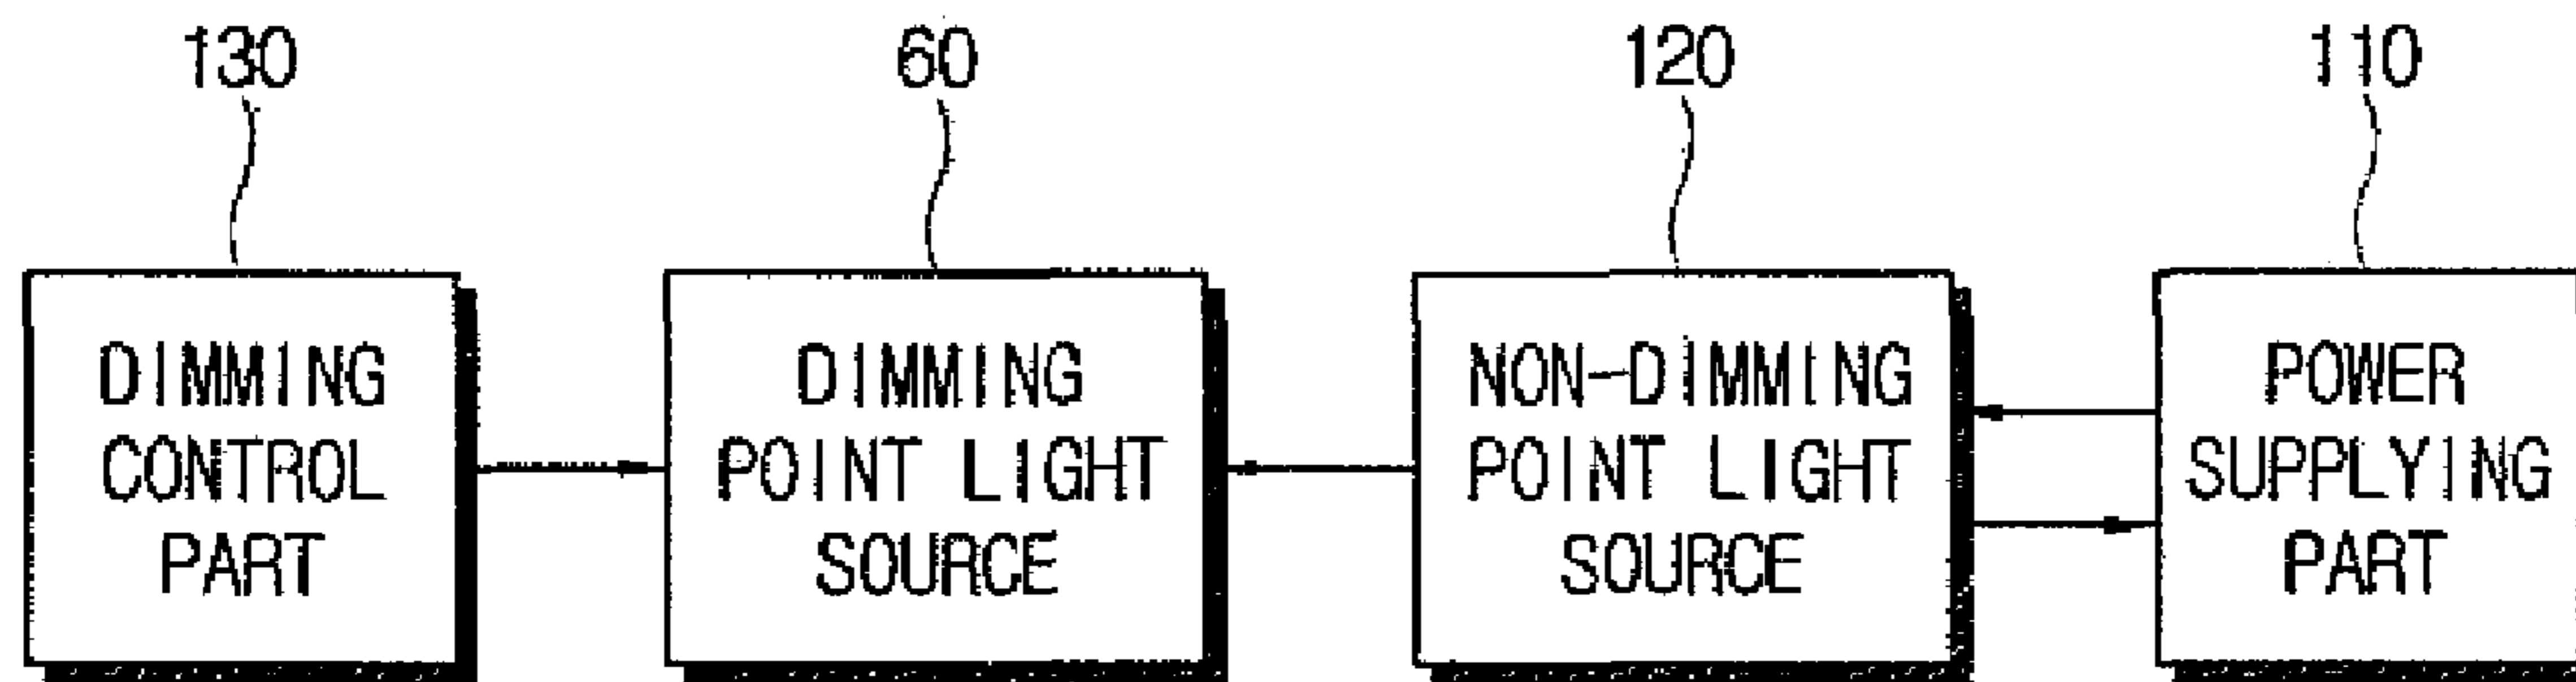 130 60 120 110
DIMMING
CONTROL
PART
DIMMING
POINT LIGHT
SOURCE
NON-DIMMING
POINT LIGHT
SOURCE
POWER
SUPPLYING
PART